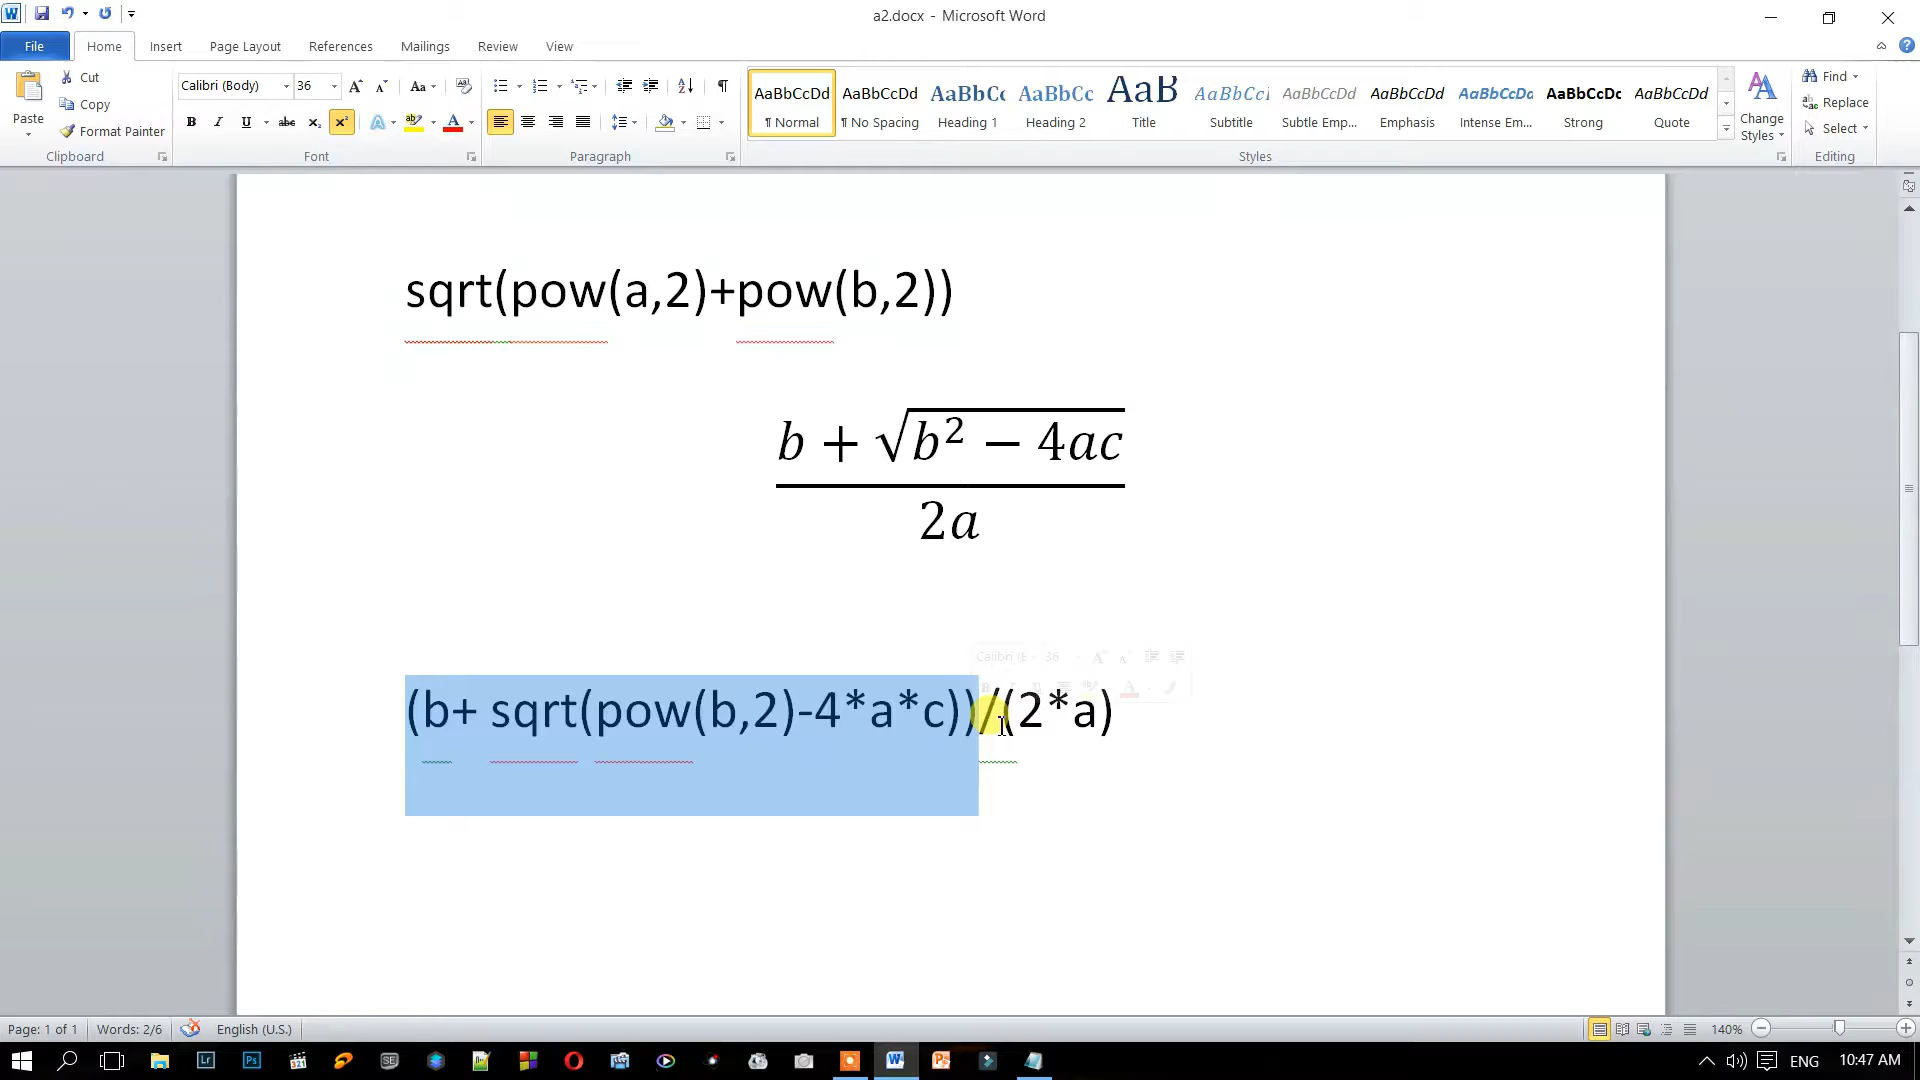 a2.docx - Microsoft Word
File Home Insert Page Layout References Mailings Review View
Paste
Cut
Copy
Format Painter
Clipboard
Calibri (Body) 36
Font
Paragraph
AaBbCcDd AaBbCcDd AaBbCc AaBbCc AaB AaBbCcI AaBbCcDd AaBbCcDd AaBbCcDd AaBbCcDc AaBbCcDd
¶ Normal ¶ No Spacing Heading 1 Heading 2 Title Subtitle Subtle Emp... Emphasis Intense Em... Strong Quote
Change
Styles
Styles
Find
Replace
Select
Editing
sqrt(pow(a,2)+pow(b,2))
b + √b² − 4ac
2a
(b+ sqrt(pow(b,2)-4*a*c))/(2*a)
Page: 1 of 1 Words: 2/6 English (U.S.) 140%
ENG 10:47 AM